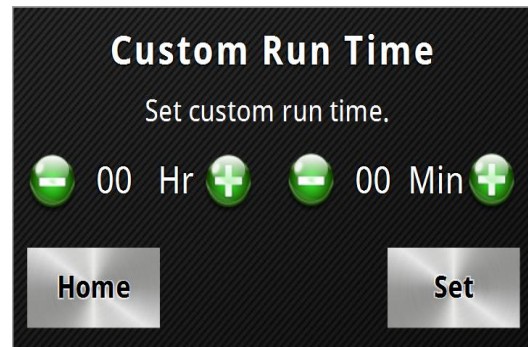 Custom Run Time
Set custom run time.
00 Hr 00 Min
Home Set